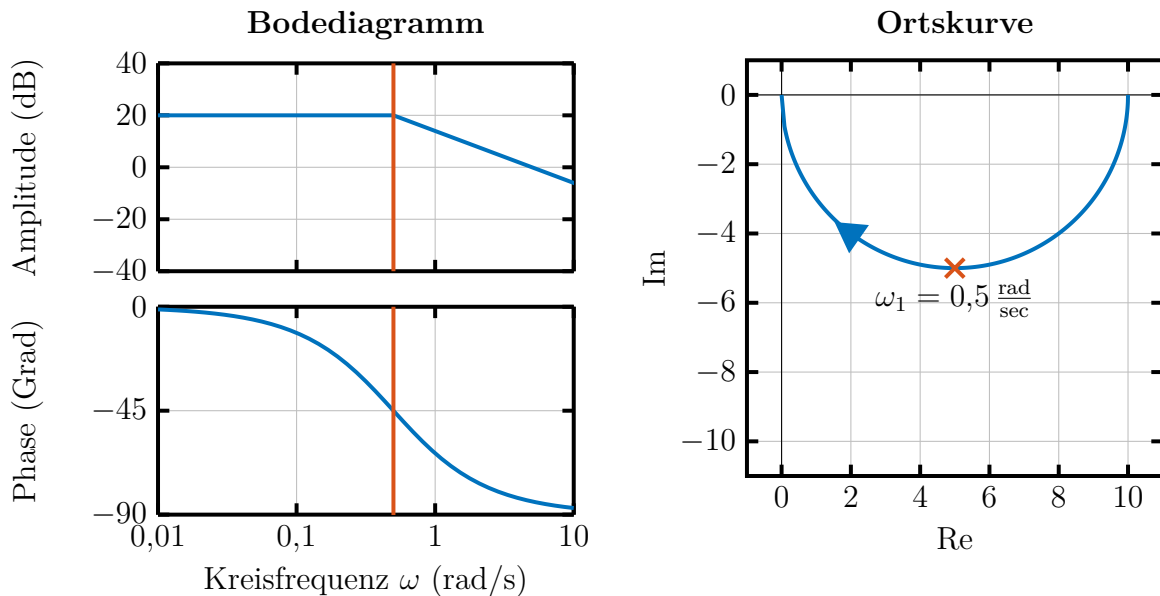 Bodediagramm
Amplitude (dB)
40
20
0
−20
−40
Phase (Grad)
0
−45
−90
0,01 0,1 1 10
Kreisfrequenz ω (rad/s)
Ortskurve
Im
0
−2
−4
−6
−8
−10
ω₁ = 0,5 rad/sec
0 2 4 6 8 10
Re